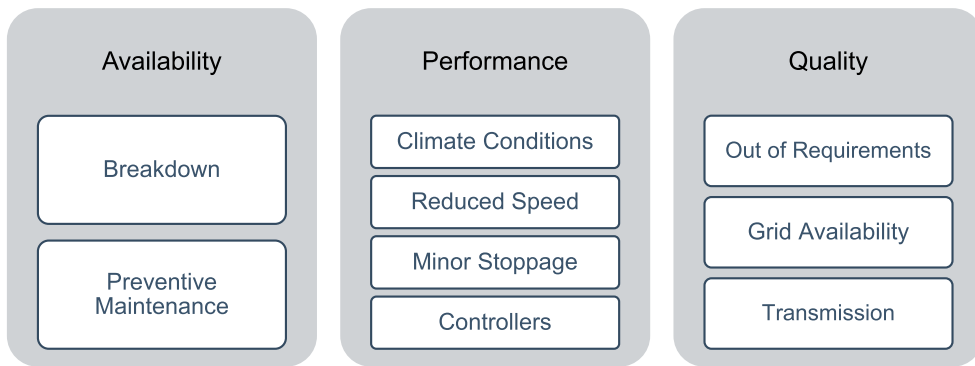 Availability
Breakdown
Preventive
Maintenance
Performance
Climate Conditions
Reduced Speed
Minor Stoppage
Controllers
Quality
Out of Requirements
Grid Availability
Transmission